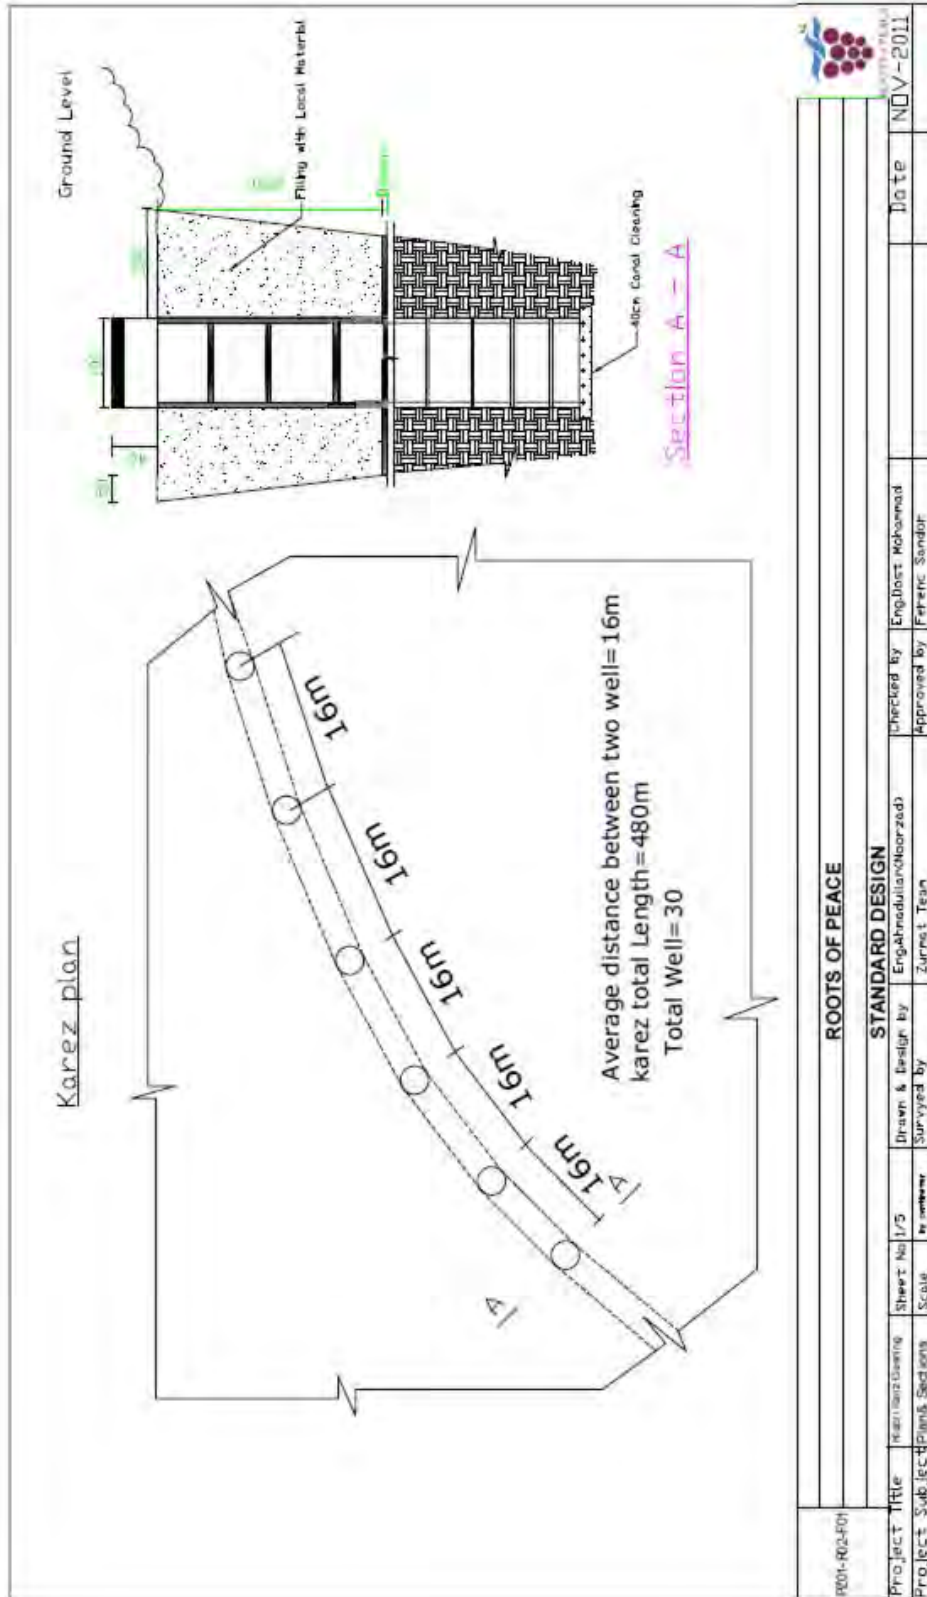 Karez plan
16m
16m
16m
16m
16m
A
A
Average distance between two well=16m
karez total Length=480m
Total Well=30
Ground Level
Filling with Local Material
40cm Canal Cleaning
Section A - A
ROOTS OF PEACE
STANDARD DESIGN
Project Title
Sheet No 1/5
Drawn & Design by
Checked by Eng.Dost Mohammad
Date NOV-2011
Project Subject Plan& Sections
Scale
Survyed by Zurmat Team
Approved by Ferenc Sandor